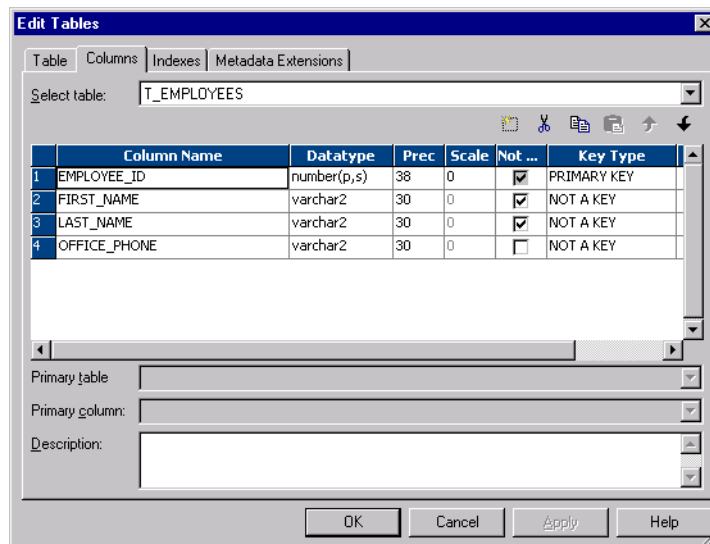 Edit Tables
Table Columns Indexes Metadata Extensions
Select table: T_EMPLOYEES
Column Name Datatype Prec Scale Not ... Key Type
1 EMPLOYEE_ID number(p,s) 38 0 PRIMARY KEY
2 FIRST_NAME varchar2 30 0 NOT A KEY
3 LAST_NAME varchar2 30 0 NOT A KEY
4 OFFICE_PHONE varchar2 30 0 NOT A KEY
Primary table
Primary column:
Description:
OK Cancel Apply Help